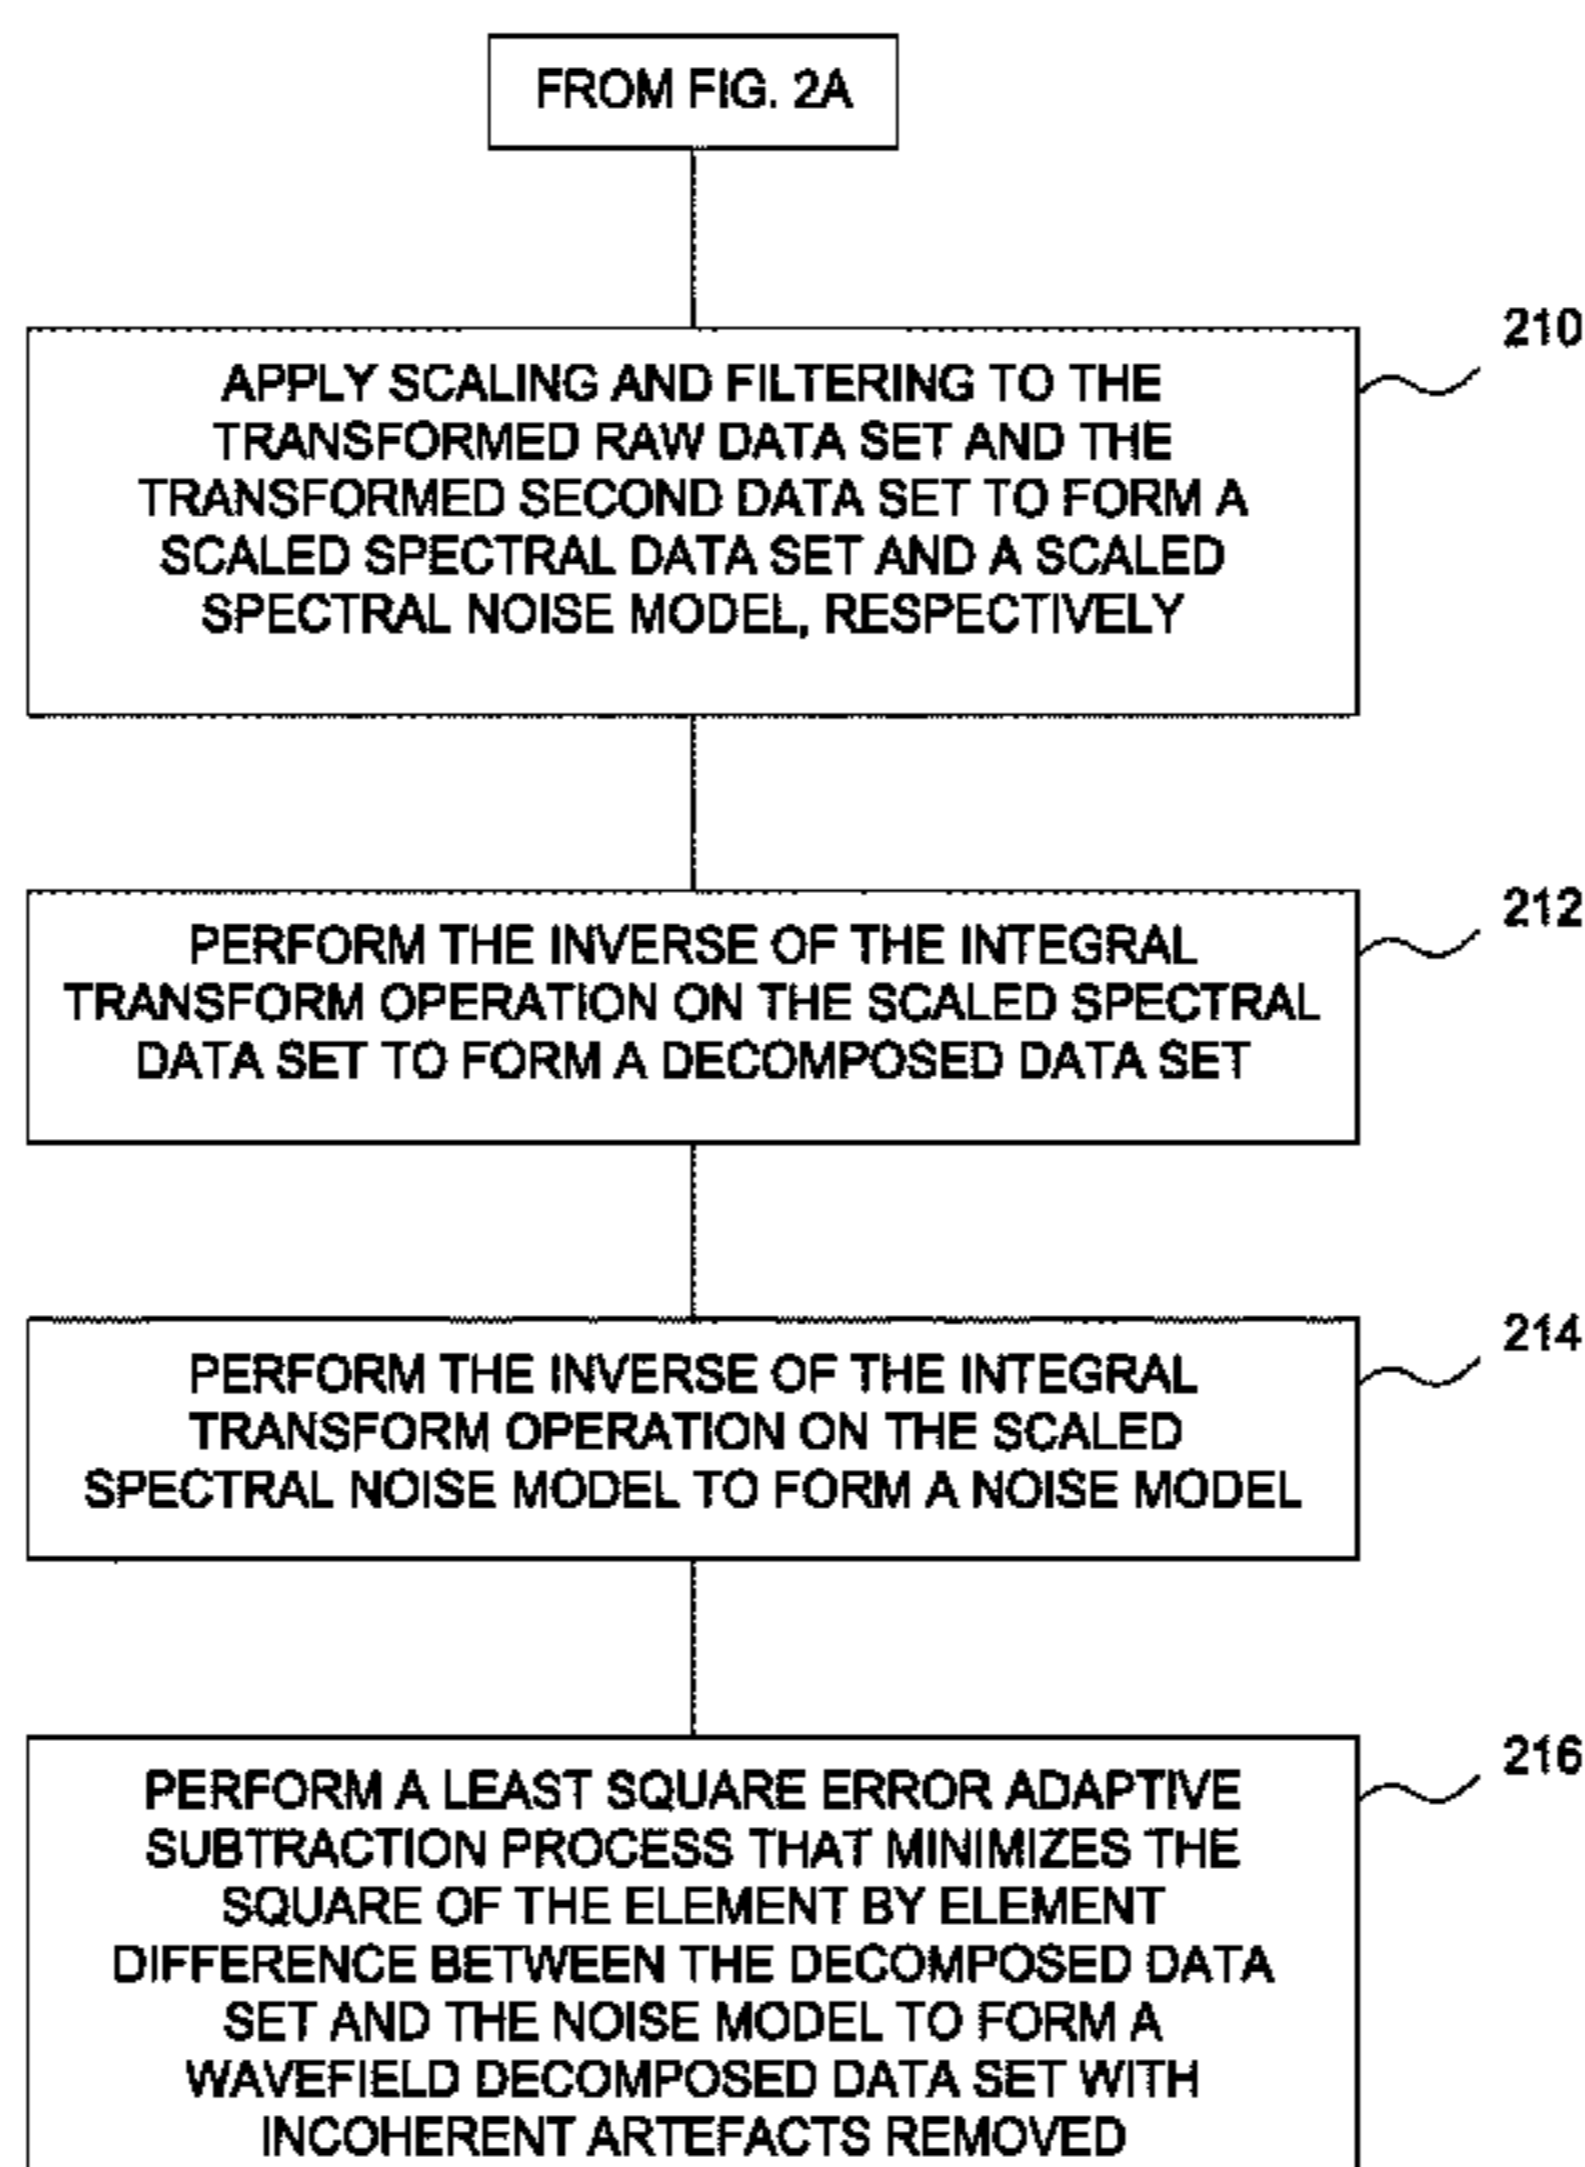 FROM FIG. 2A
210
APPLY SCALING AND FILTERING TO THE
TRANSFORMED RAW DATA SET AND THE
TRANSFORMED SECOND DATA SET TO FORM A
SCALED SPECTRAL DATA SET AND A SCALED
SPECTRAL NOISE MODEL, RESPECTIVELY
212
PERFORM THE INVERSE OF THE INTEGRAL
TRANSFORM OPERATION ON THE SCALED SPECTRAL
DATA SET TO FORM A DECOMPOSED DATA SET
214
PERFORM THE INVERSE OF THE INTEGRAL
TRANSFORM OPERATION ON THE SCALED
SPECTRAL NOISE MODEL TO FORM A NOISE MODEL
216
PERFORM A LEAST SQUARE ERROR ADAPTIVE
SUBTRACTION PROCESS THAT MINIMIZES THE
SQUARE OF THE ELEMENT BY ELEMENT
DIFFERENCE BETWEEN THE DECOMPOSED DATA
SET AND THE NOISE MODEL TO FORM A
WAVEFIELD DECOMPOSED DATA SET WITH
INCOHERENT ARTEFACTS REMOVED